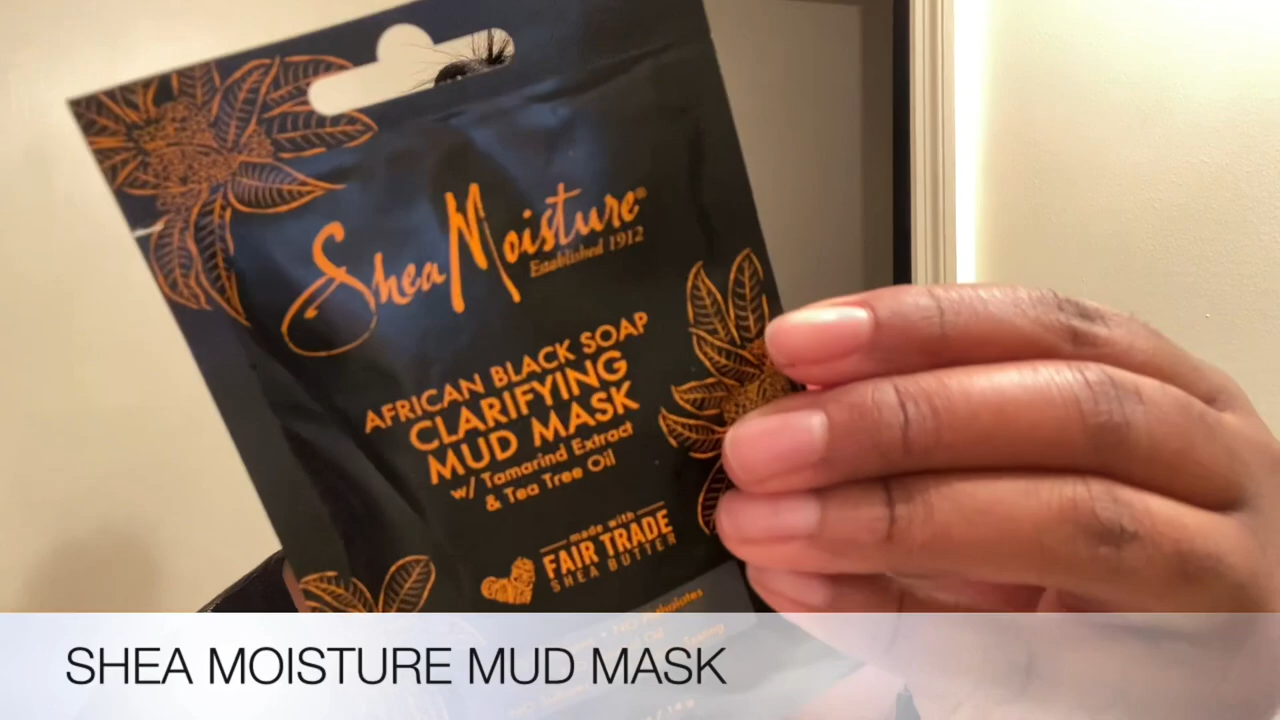 SheaMoisture®
Established 1912
AFRICAN BLACK SOAP
CLARIFYING
MUD MASK
w/ Tamarind Extract
& Tea Tree Oil
made with
FAIR TRADE
SHEA BUTTER
SHEA MOISTURE MUD MASK